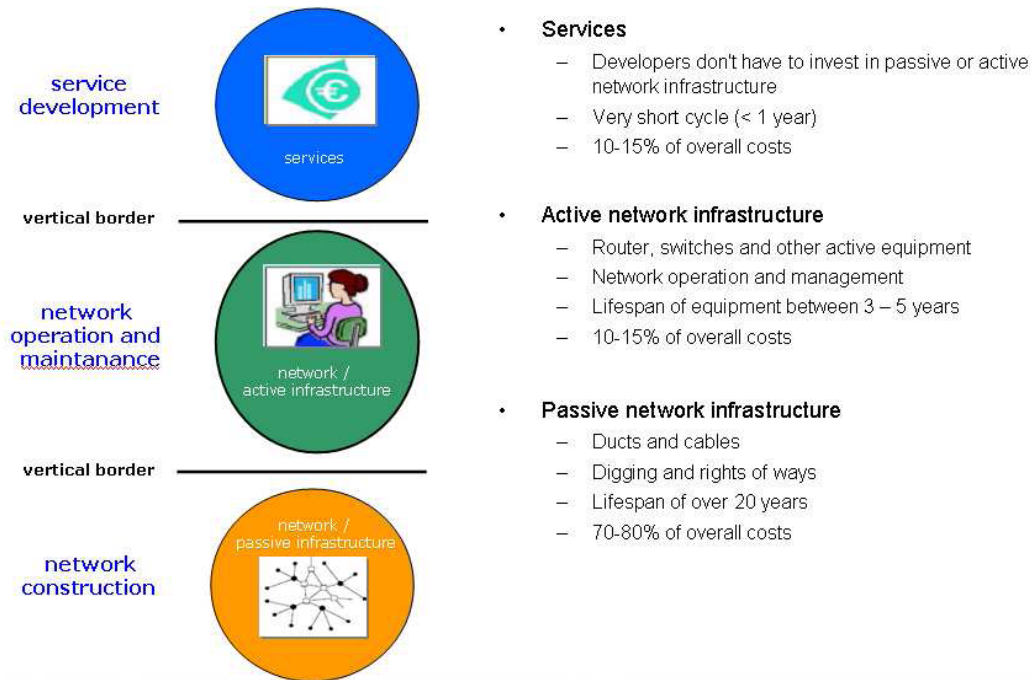 service
development
services
vertical border
network
operation and
maintanance
network /
active infrastructure
vertical border
network /
passive infrastructure
network
construction
• Services
– Developers don't have to invest in passive or active
network infrastructure
– Very short cycle (< 1 year)
– 10-15% of overall costs
• Active network infrastructure
– Router, switches and other active equipment
– Network operation and management
– Lifespan of equipment between 3 – 5 years
– 10-15% of overall costs
• Passive network infrastructure
– Ducts and cables
– Digging and rights of ways
– Lifespan of over 20 years
– 70-80% of overall costs